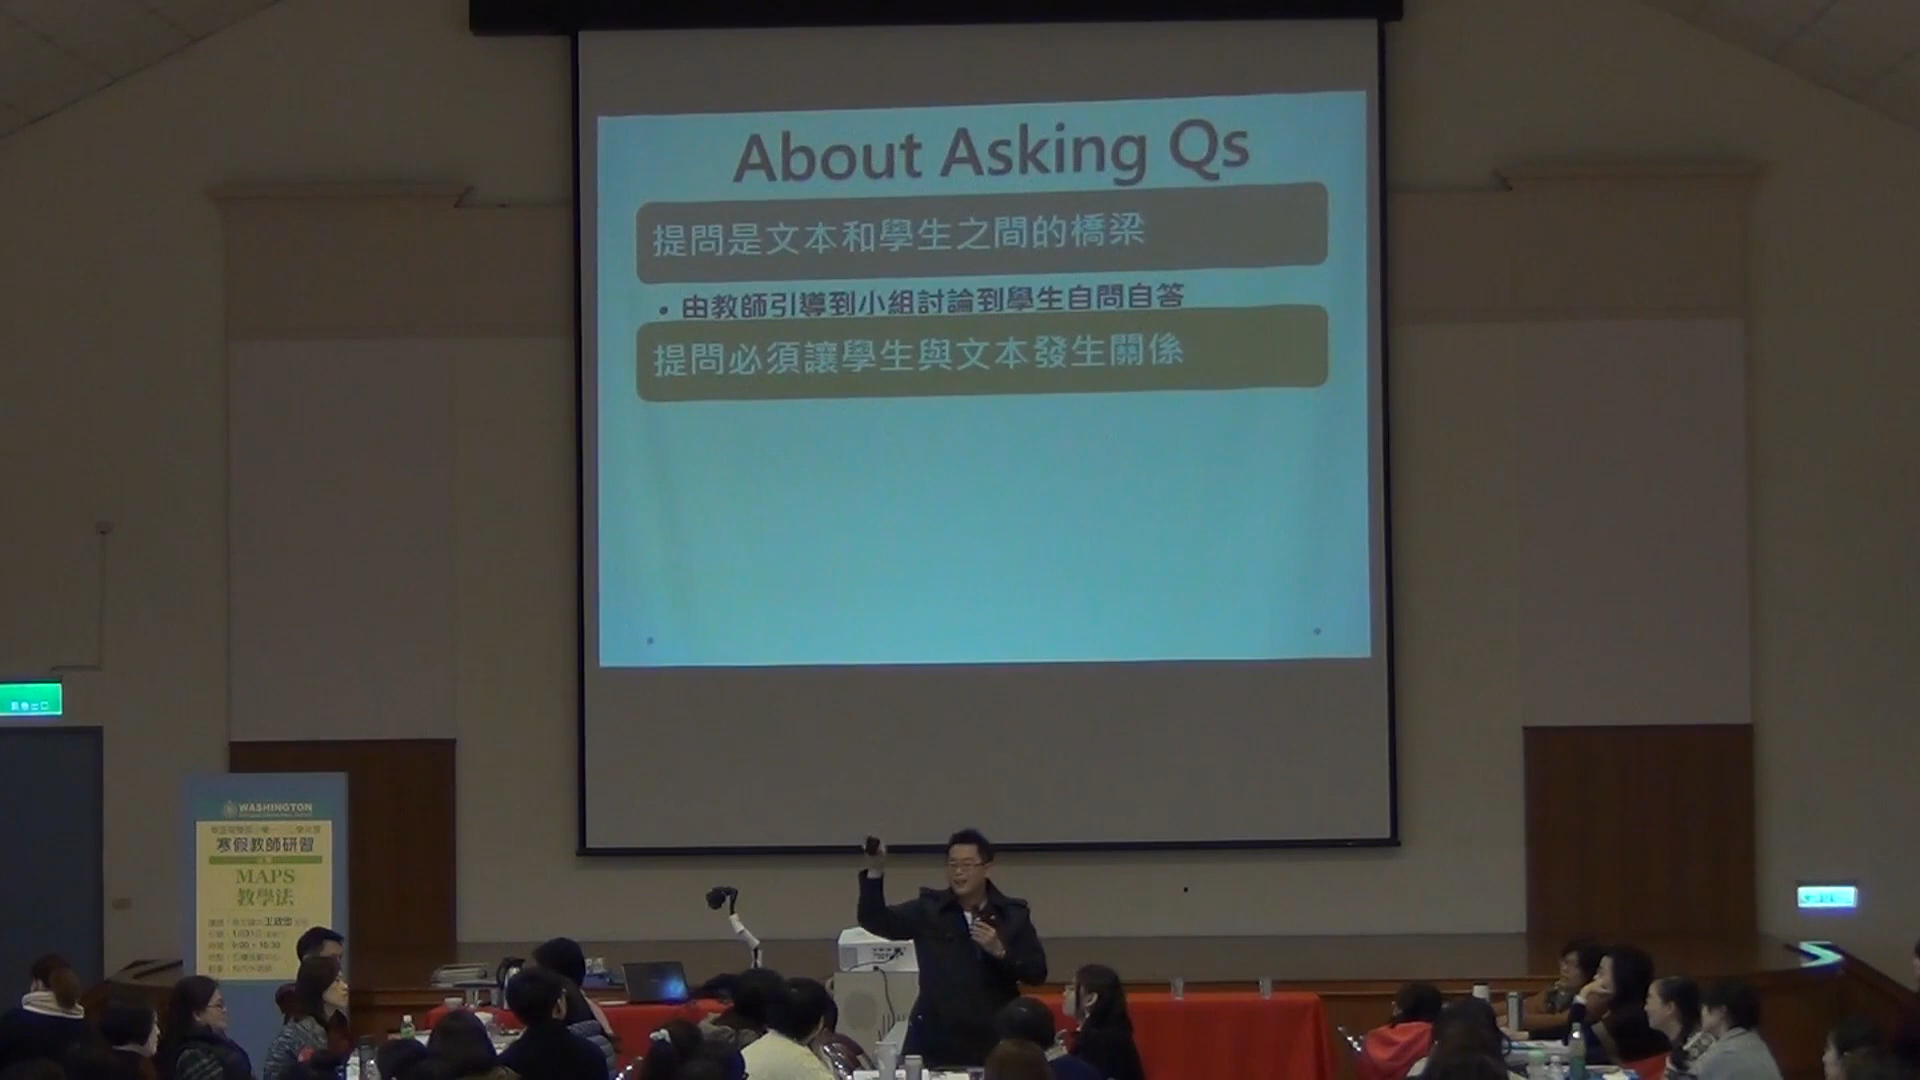 About Asking Qs
提問是文本和學生之間的橋梁
• 由教師引導到小組討論到學生自問自答
提問必須讓學生與文本發生關係
WASHINGTON
寒假教師研習
MAPS
教學法